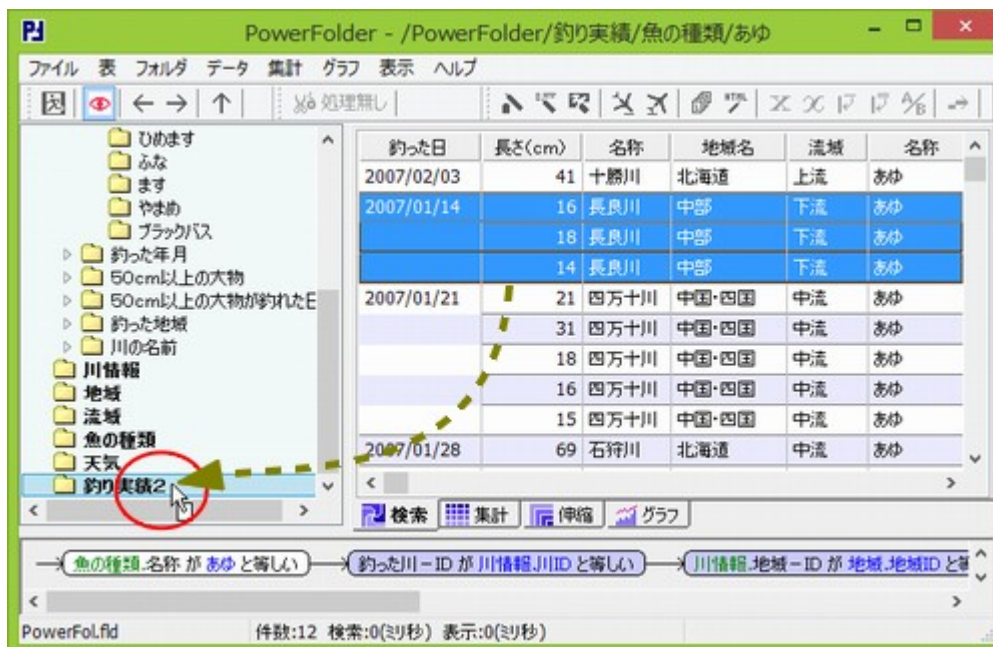 PowerFolder - /PowerFolder/釣り実績/魚の種類/あゆ
ファイル 表 フォルダ データ 集計 グラフ 表示 ヘルプ
処理無し
ひめます
ふな
ます
やまめ
ブラックバス
釣った年月
50cm以上の大物
50cm以上の大物が釣れたE
釣った地域
川の名前
川情報
地域
流域
魚の種類
天気
釣り実績2
釣った日 長さ(cm) 名称 地域名 流域 名称
2007/02/03 41 十勝川 北海道 上流 あゆ
2007/01/14 16 長良川 中部 下流 あゆ
18 長良川 中部 下流 あゆ
14 長良川 中部 下流 あゆ
2007/01/21 21 四万十川 中国・四国 中流 あゆ
31 四万十川 中国・四国 中流 あゆ
18 四万十川 中国・四国 中流 あゆ
16 四万十川 中国・四国 中流 あゆ
15 四万十川 中国・四国 中流 あゆ
2007/01/28 69 石狩川 北海道 中流 あゆ
検索 集計 伸縮 グラフ
魚の種類.名称 が あゆ と等しい 釣った川-ID が 川情報.川ID と等しい 川情報.地域-ID が 地域.地域ID と等
PowerFol.fld 件数:12 検索:0(ミリ秒) 表示:0(ミリ秒)